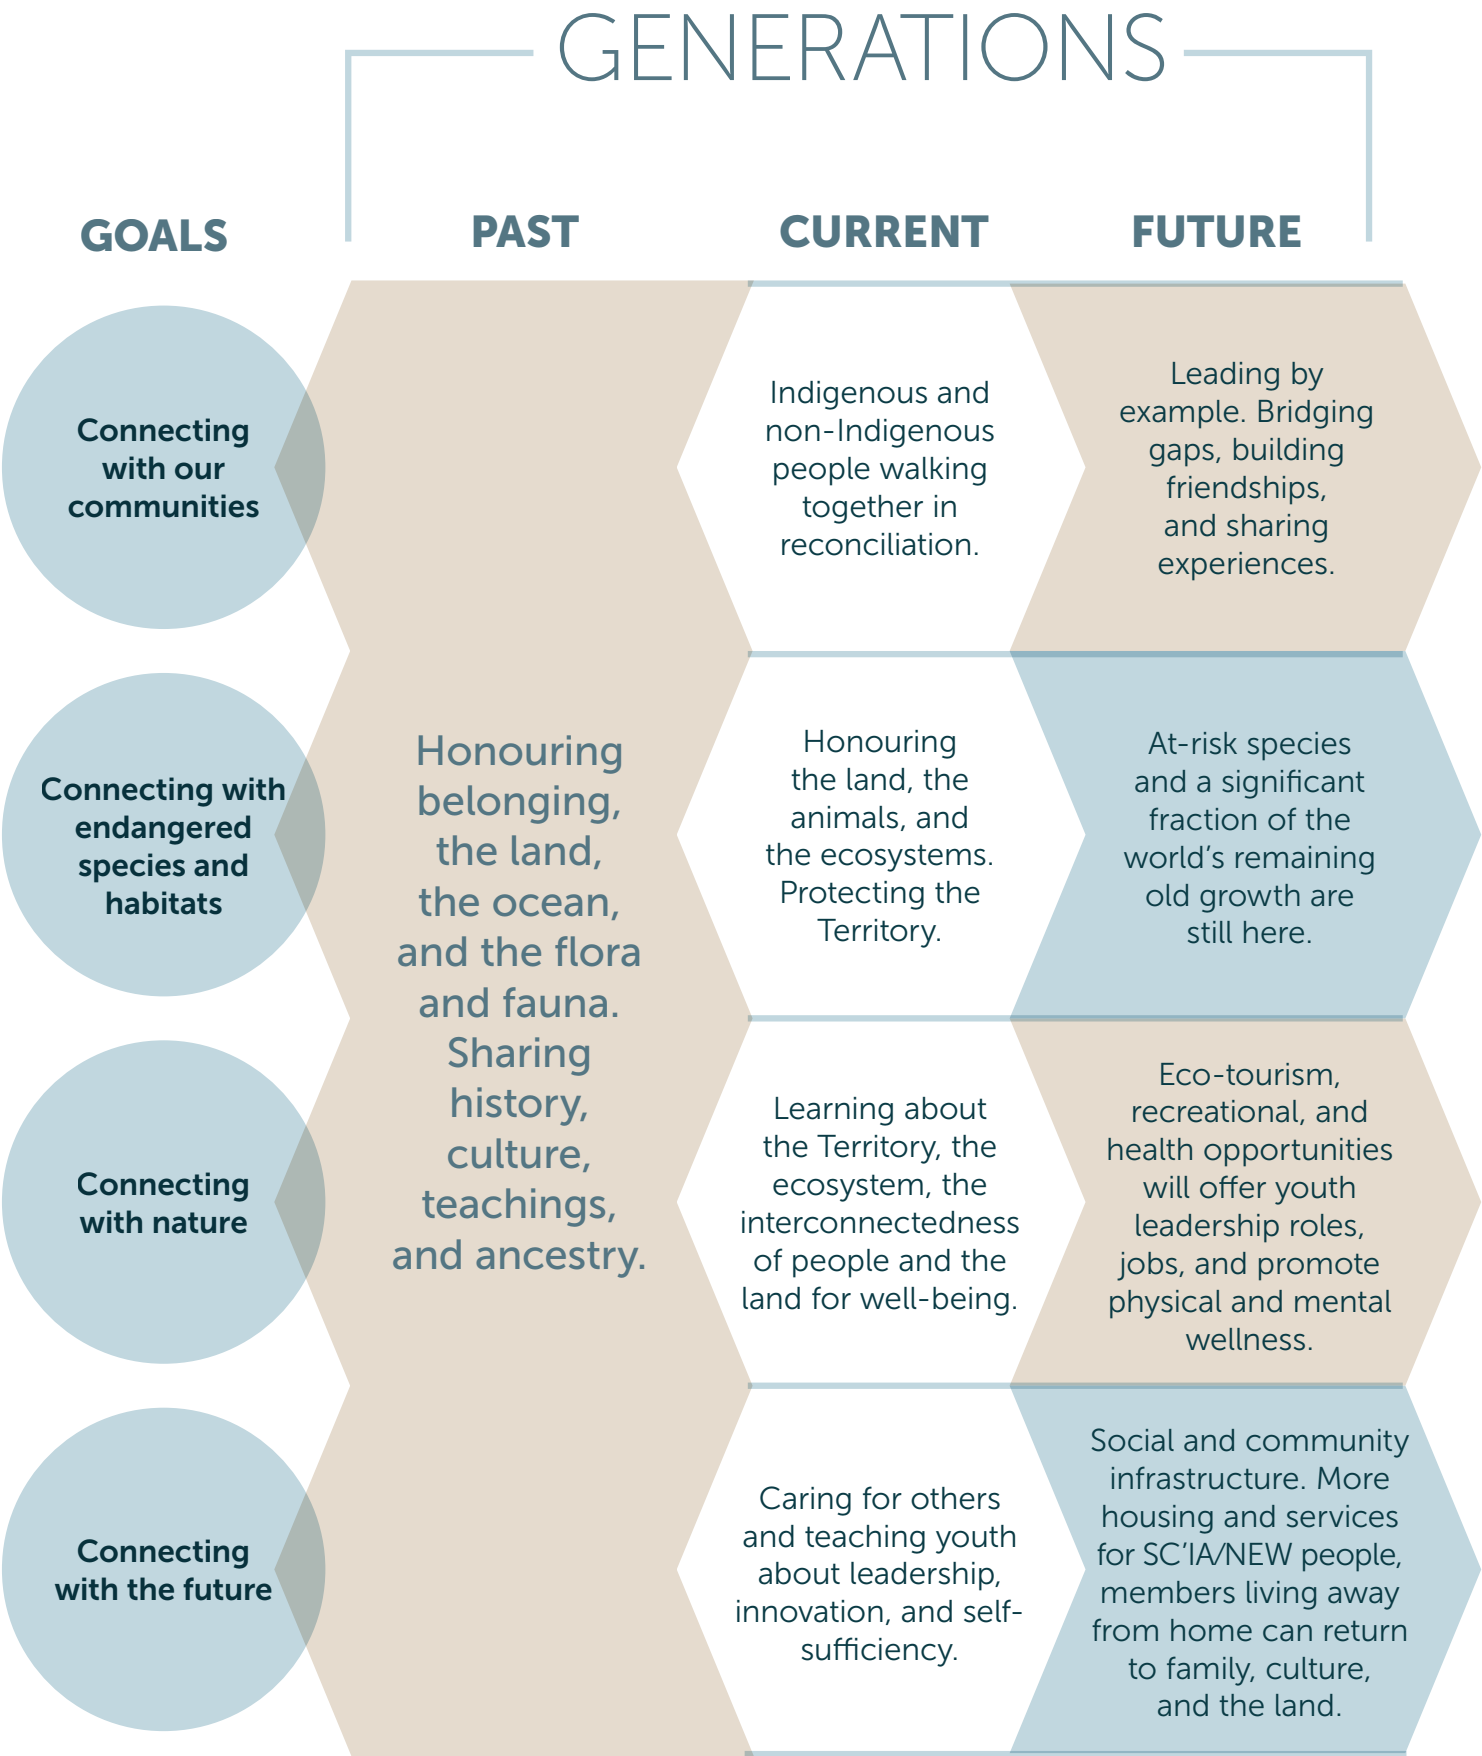 GENERATIONS
GOALS
PAST
CURRENT
FUTURE
Connecting
with our
communities
Indigenous and
non-Indigenous
people walking
together in
reconciliation.
Leading by
example. Bridging
gaps, building
friendships,
and sharing
experiences.
Connecting with
endangered
species and
habitats
Honouring
belonging,
the land,
the ocean,
and the flora
and fauna.
Sharing
history,
culture,
teachings,
and ancestry.
Honouring
the land, the
animals, and
the ecosystems.
Protecting the
Territory.
At-risk species
and a significant
fraction of the
world’s remaining
old growth are
still here.
Connecting
with nature
Learning about
the Territory, the
ecosystem, the
interconnectedness
of people and the
land for well-being.
Eco-tourism,
recreational, and
health opportunities
will offer youth
leadership roles,
jobs, and promote
physical and mental
wellness.
Connecting
with the future
Caring for others
and teaching youth
about leadership,
innovation, and self-
sufficiency.
Social and community
infrastructure. More
housing and services
for SC’IA/NEW people,
members living away
from home can return
to family, culture,
and the land.